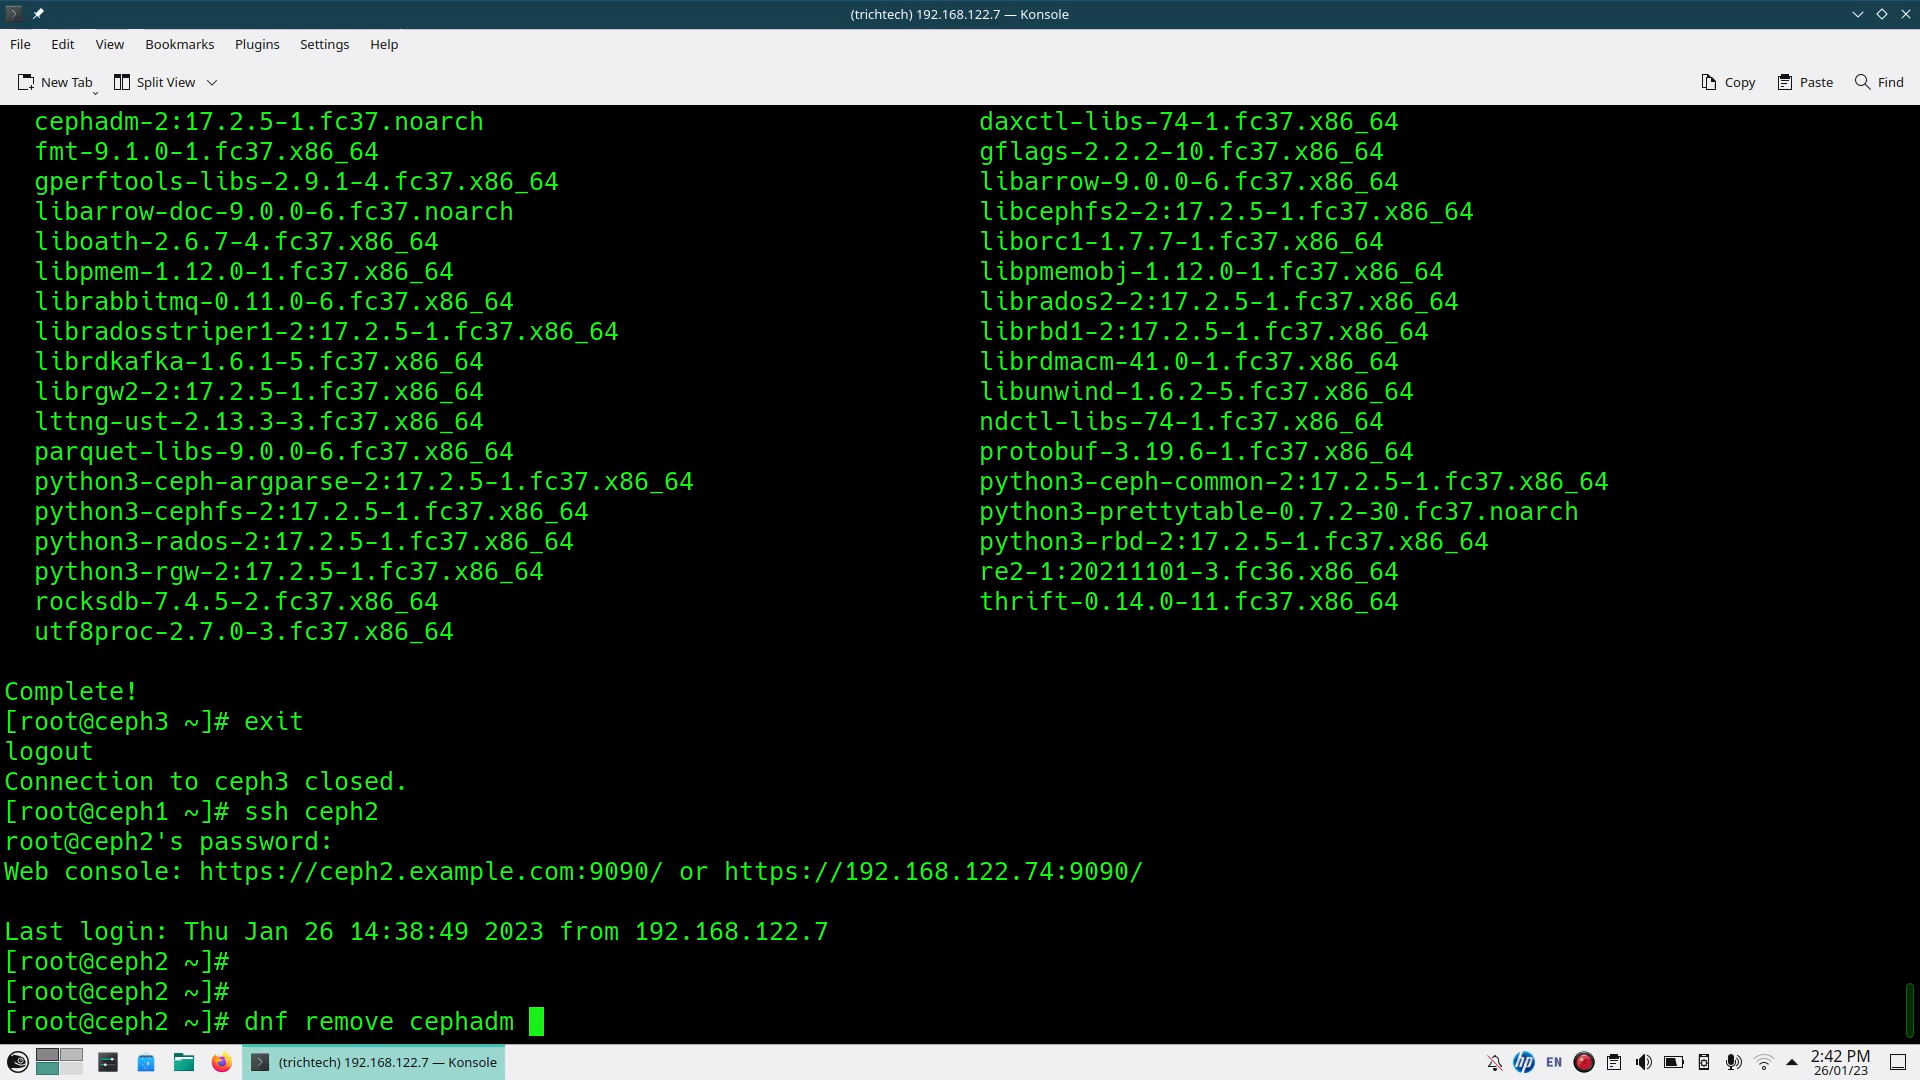 (trichtech) 192.168.122.7 — Konsole
File Edit View Bookmarks Plugins Settings Help
New Tab Split View Copy Paste Find
cephadm-2:17.2.5-1.fc37.noarch daxctl-libs-74-1.fc37.x86_64
fmt-9.1.0-1.fc37.x86_64 gflags-2.2.2-10.fc37.x86_64
gperftools-libs-2.9.1-4.fc37.x86_64 libarrow-9.0.0-6.fc37.x86_64
libarrow-doc-9.0.0-6.fc37.noarch libcephfs2-2:17.2.5-1.fc37.x86_64
liboath-2.6.7-4.fc37.x86_64 liborc1-1.7.7-1.fc37.x86_64
libpmem-1.12.0-1.fc37.x86_64 libpmemobj-1.12.0-1.fc37.x86_64
librabbitmq-0.11.0-6.fc37.x86_64 librados2-2:17.2.5-1.fc37.x86_64
libradosstriper1-2:17.2.5-1.fc37.x86_64 librbd1-2:17.2.5-1.fc37.x86_64
librdkafka-1.6.1-5.fc37.x86_64 librdmacm-41.0-1.fc37.x86_64
librgw2-2:17.2.5-1.fc37.x86_64 libunwind-1.6.2-5.fc37.x86_64
lttng-ust-2.13.3-3.fc37.x86_64 ndctl-libs-74-1.fc37.x86_64
parquet-libs-9.0.0-6.fc37.x86_64 protobuf-3.19.6-1.fc37.x86_64
python3-ceph-argparse-2:17.2.5-1.fc37.x86_64 python3-ceph-common-2:17.2.5-1.fc37.x86_64
python3-cephfs-2:17.2.5-1.fc37.x86_64 python3-prettytable-0.7.2-30.fc37.noarch
python3-rados-2:17.2.5-1.fc37.x86_64 python3-rbd-2:17.2.5-1.fc37.x86_64
python3-rgw-2:17.2.5-1.fc37.x86_64 re2-1:20211101-3.fc36.x86_64
rocksdb-7.4.5-2.fc37.x86_64 thrift-0.14.0-11.fc37.x86_64
utf8proc-2.7.0-3.fc37.x86_64
Complete!
[root@ceph3 ~]# exit
logout
Connection to ceph3 closed.
[root@ceph1 ~]# ssh ceph2
root@ceph2's password:
Web console: https://ceph2.example.com:9090/ or https://192.168.122.74:9090/
Last login: Thu Jan 26 14:38:49 2023 from 192.168.122.7
[root@ceph2 ~]#
[root@ceph2 ~]#
[root@ceph2 ~]# dnf remove cephadm
(trichtech) 192.168.122.7 — Konsole hp EN 2:42 PM
26/01/23